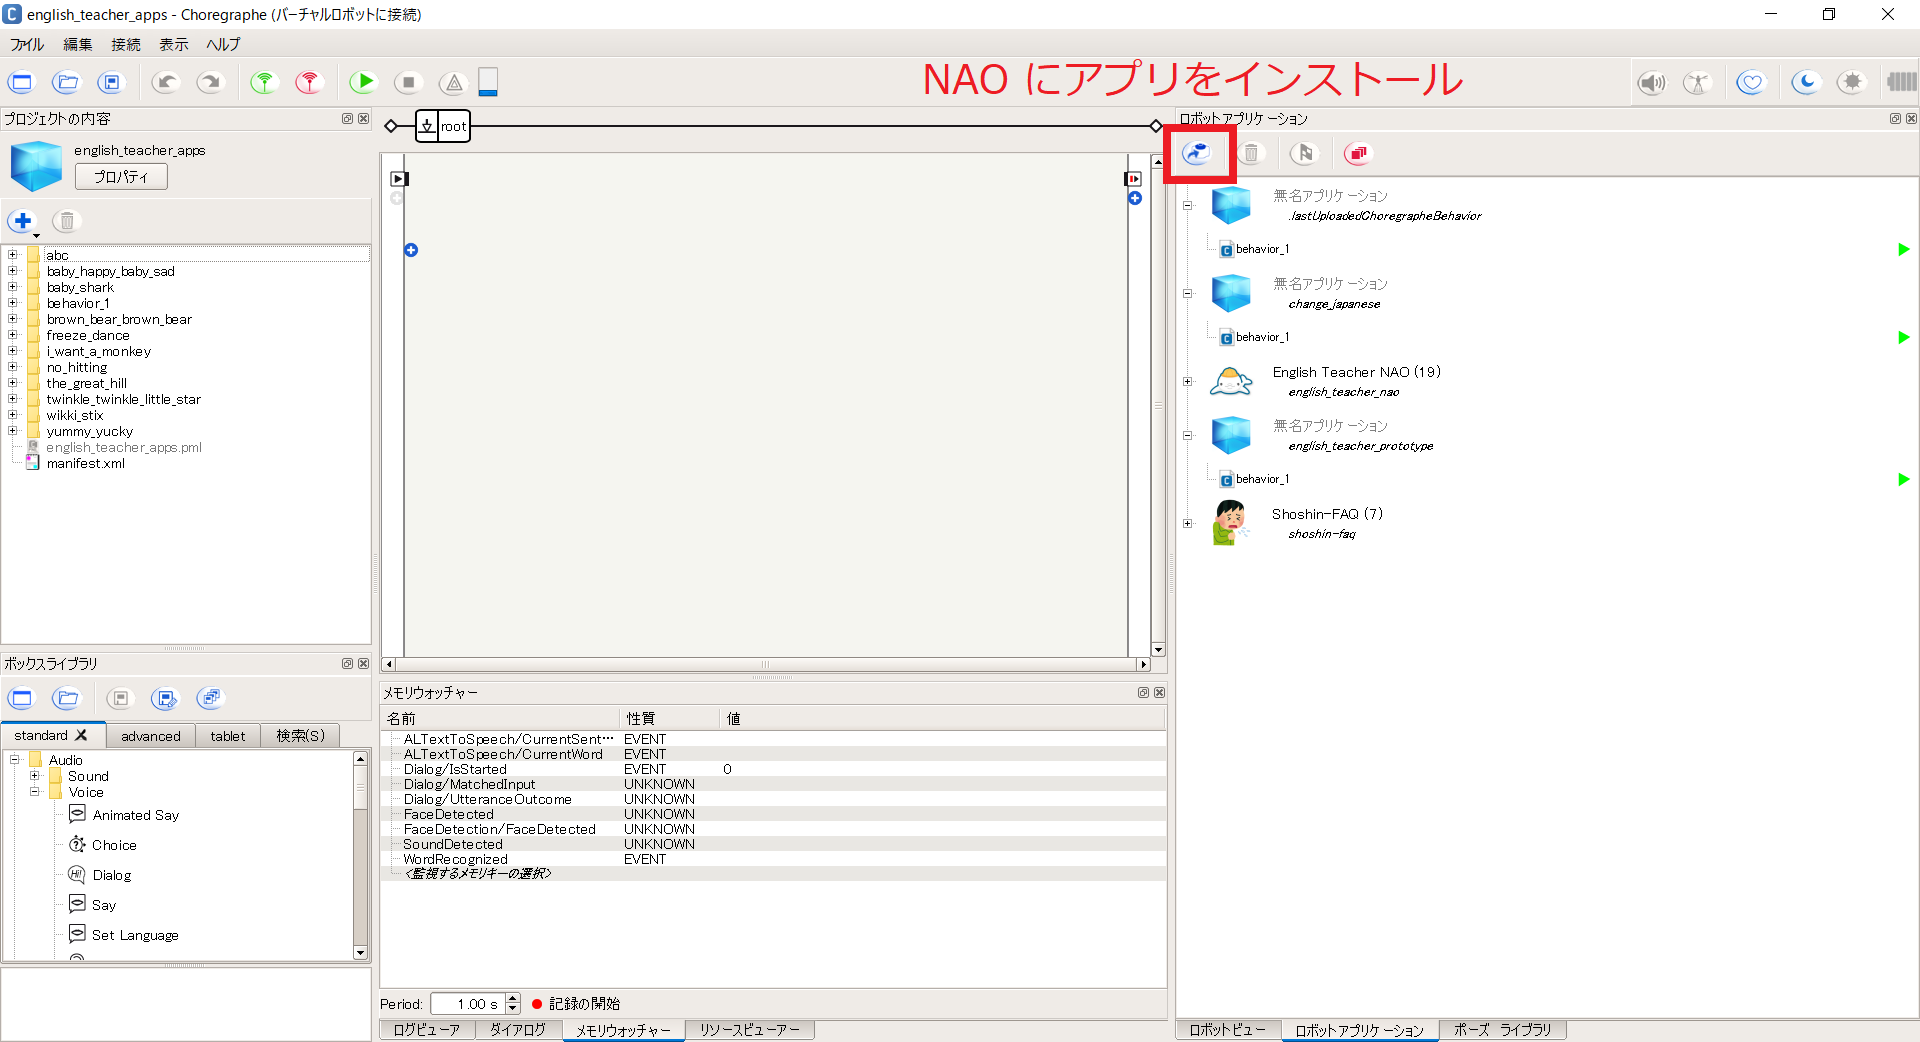 english_teacher_apps - Choregraphe (バーチャルロボットに接続)
ファイル 編集 接続 表示 ヘルプ
NAO にアプリをインストール
プロジェクトの内容
english_teacher_apps
プロパティ
abc
baby_happy_baby_sad
baby_shark
behavior_1
brown_bear_brown_bear
freeze_dance
i_want_a_monkey
no_hitting
the_great_hill
twinkle_twinkle_little_star
wikki_stix
yummy_yucky
english_teacher_apps.pml
manifest.xml
ボックスライブラリ
standard advanced tablet 検索(S)
Audio
Sound
Voice
Animated Say
Choice
Dialog
Say
Set Language
root
メモリウォッチャー
名前 性質 値
ALTextToSpeech/CurrentSent… EVENT
ALTextToSpeech/CurrentWord EVENT
Dialog/IsStarted EVENT 0
Dialog/MatchedInput UNKNOWN
Dialog/UtteranceOutcome UNKNOWN
FaceDetected UNKNOWN
FaceDetection/FaceDetected UNKNOWN
SoundDetected UNKNOWN
WordRecognized EVENT
<監視するメモリキーの選択>
Period: 1.00 s 記録の開始
ログビューア ダイアログ メモリウォッチャー リソースビューアー
ロボットアプリケーション
無名アプリケーション
.lastUploadedChoregrapheBehavior
behavior_1
無名アプリケーション
change_japanese
behavior_1
English Teacher NAO (19)
english_teacher_nao
無名アプリケーション
english_teacher_prototype
behavior_1
Shoshin-FAQ (7)
shoshin-faq
ロボットビュー ロボットアプリケーション ポーズ ライブラリ